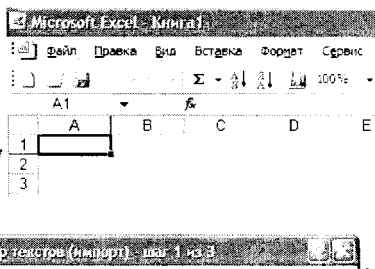 Microsoft Excel - Книга1
Файл Правка Вид Вставка Формат Сервис
Σ 100%
A1 fx
A B C D E
1
2
3
р текстов (импорт) - шаг 1 из 3